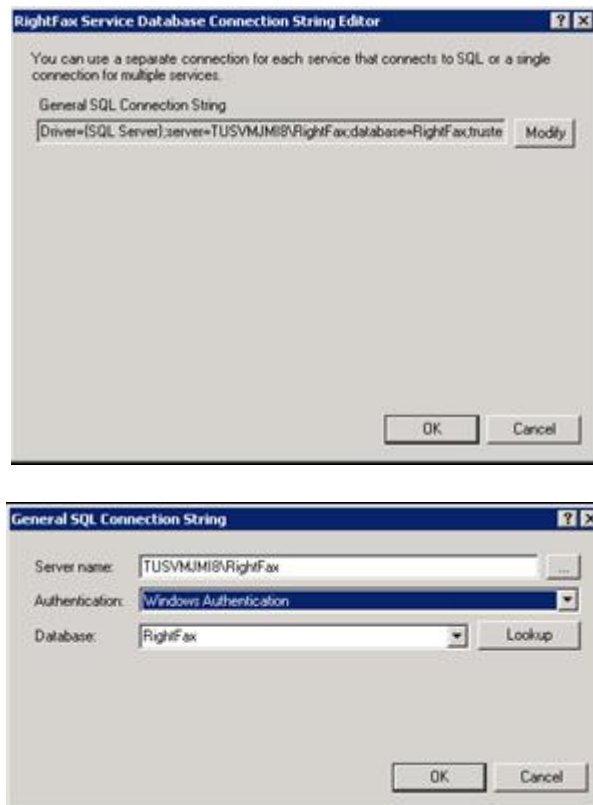 RightFax Service Database Connection String Editor
You can use a separate connection for each service that connects to SQL or a single
connection for multiple services.
General SQL Connection String
Driver={SQL Server};server=TUSVMJMI8\RightFax;database=RightFax;truste
Modify
OK
Cancel
General SQL Connection String
Server name:
TUSVMJMI8\RightFax
...
Authentication:
Windows Authentication
Database:
RightFax
Lookup
OK
Cancel